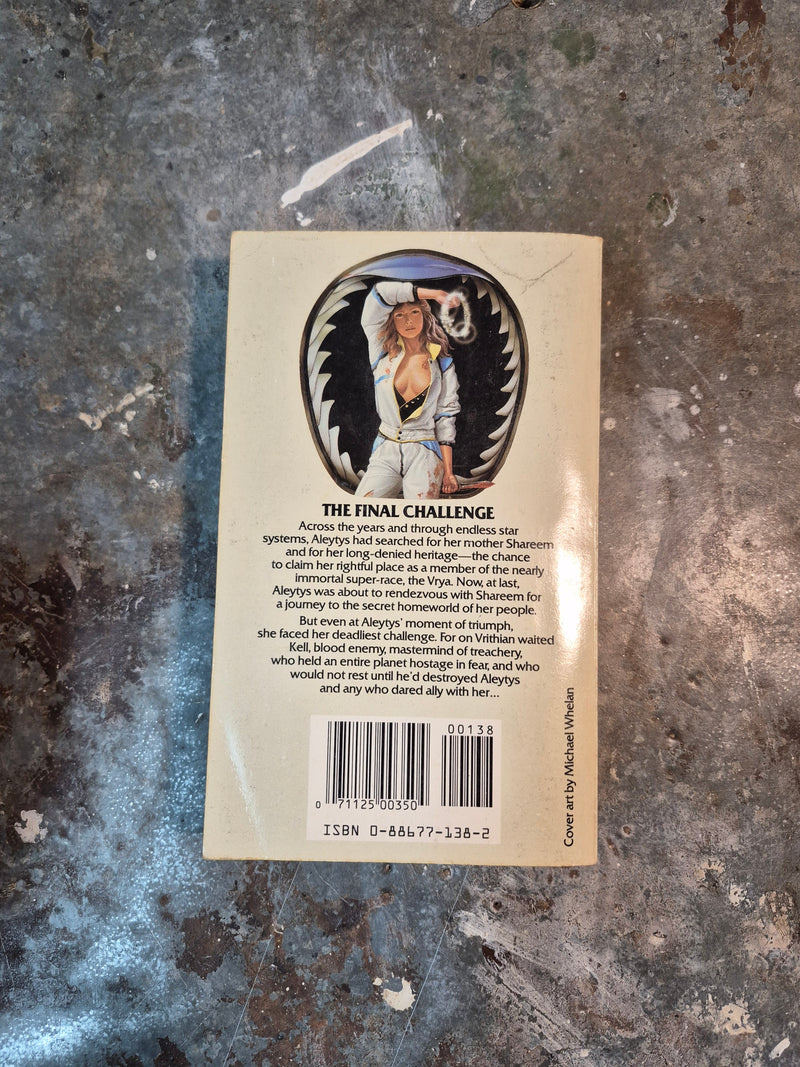 THE FINAL CHALLENGE
Across the years and through endless star
systems, Aleytys had searched for her mother Shareem
and for her long-denied heritage—the chance
to claim her rightful place as a member of the nearly
immortal super-race, the Vrya. Now, at last,
Aleytys was about to rendezvous with Shareem for
a journey to the secret homeworld of her people.
But even at Aleytys' moment of triumph,
she faced her deadliest challenge. For on Vrithian waited
Kell, blood enemy, mastermind of treachery,
who held an entire planet hostage in fear, and who
would not rest until he'd destroyed Aleytys
and any who dared ally with her...
00138
0 71125 00350
ISBN 0-88677-138-2
Cover art by Michael Whelan